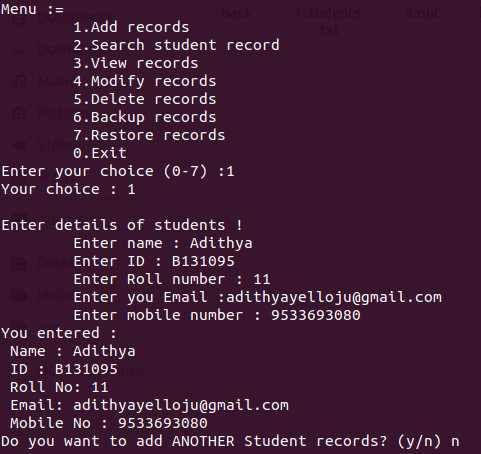 back 1students. a.out
Menu :=
txt
1.Add records
2.Search student record
3.View records
4.Modify records
5.Delete records
6.Backup records
7.Restore records
0.Exit
Enter your choice (0-7) :1
Your choice : 1
Enter details of students !
Enter name : Adithya
Enter ID : B131095
Enter Roll number : 11
Enter you Email :adithyayelloju@gmail.com
Enter mobile number : 9533693080
You entered :
Name : Adithya
ID : B131095
Roll No: 11
Email: adithyayelloju@gmail.com
Mobile No : 9533693080
Do you want to add ANOTHER Student records? (y/n) n